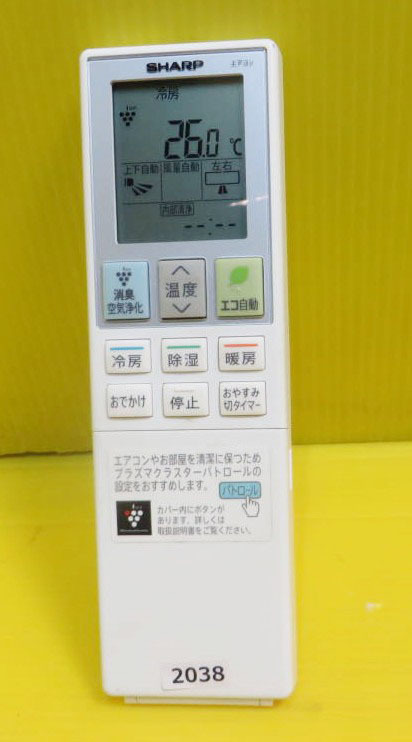 SHARP エアコン
冷房
26.0 ℃
上下自動 風量自動 左右
内部清浄
--:--
消臭
空気浄化
温度
エコ自動
冷房 除湿 暖房
おでかけ 停止 おやすみ
切タイマー
エアコンやお部屋を清潔に保つため
プラズマクラスターパトロールの
設定をおすすめします。 パトロール
カバー内にボタンが
あります。詳しくは
取扱説明書をご覧ください。
2038